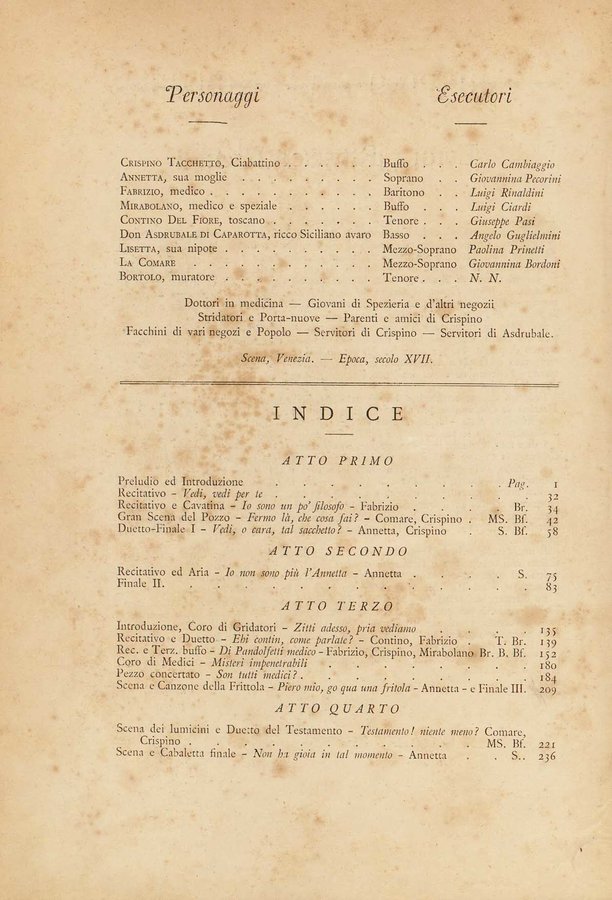 Personaggi Esecutori
CRISPINO TACCHETTO, Ciabattino . . . . . . Buffo . . . Carlo Cambiaggio
ANNETTA, sua moglie . . . . . . . . . Soprano . . Giovannina Pecorini
FABRIZIO, medico . . . . . . . . . . . Baritono . . Luigi Rinaldini
MIRABOLANO, medico e speziale . . . . . . . Buffo . . . Luigi Ciardi
CONTINO DEL FIORE, toscano . . . . . . . Tenore . . . Giuseppe Pasi
Don ASDRUBALE DI CAPAROTTA, ricco Siciliano avaro Basso . . . Angelo Guglielmini
LISETTA, sua nipote . . . . . . . . . . Mezzo-Soprano Paolina Prinetti
LA COMARE . . . . . . . . . . . . Mezzo-Soprano Giovannina Bordoni
BORTOLO, muratore . . . . . . . . . . Tenore . . . N. N.
Dottori in medicina — Giovani di Spezieria e d'altri negozii
Stridatori e Porta-nuove — Parenti e amici di Crispino
Facchini di vari negozi e Popolo — Servitori di Crispino — Servitori di Asdrubale.
Scena, Venezia. — Epoca, secolo XVII.
INDICE
ATTO PRIMO
Preludio ed Introduzione . . . . . . . . . Pag. 1
Recitativo - Vedi, vedi per te . . . . . . . . . . 32
Recitativo e Cavatina - Io sono un po' filosofo - Fabrizio . . . . Br. 34
Gran Scena del Pozzo - Fermo là, che cosa fai? - Comare, Crispino . MS. Bf. 42
Duetto-Finale I - Vedi, o cara, tal sacchetto? - Annetta, Crispino . S. Bf. 58
ATTO SECONDO
Recitativo ed Aria - Io non sono più l'Annetta - Annetta . . . . S. 75
Finale II. . . . . . . . . . . . . 83
ATTO TERZO
Introduzione, Coro di Gridatori - Zitti adesso, pria vediamo . . . . 135
Recitativo e Duetto - Ehi contin, come parlate? - Contino, Fabrizio . T. Br. 139
Rec. e Terz. buffo - Di Pandolfetti medico - Fabrizio, Crispino, Mirabolano Br. B. Bf. 152
Coro di Medici - Misteri impenetrabili . . . . . . . . 180
Pezzo concertato - Son tutti medici? . . . . . . . . . 184
Scena e Canzone della Frittola - Piero mio, go qua una fritola - Annetta - e Finale III. 209
ATTO QUARTO
Scena dei lumicini e Duetto del Testamento - Testamento! niente meno? Comare,
Crispino . . . . . . . . . . . . MS. Bf. 221
Scena e Cabaletta finale - Non ha gioia in tal momento - Annetta . . S.. 236